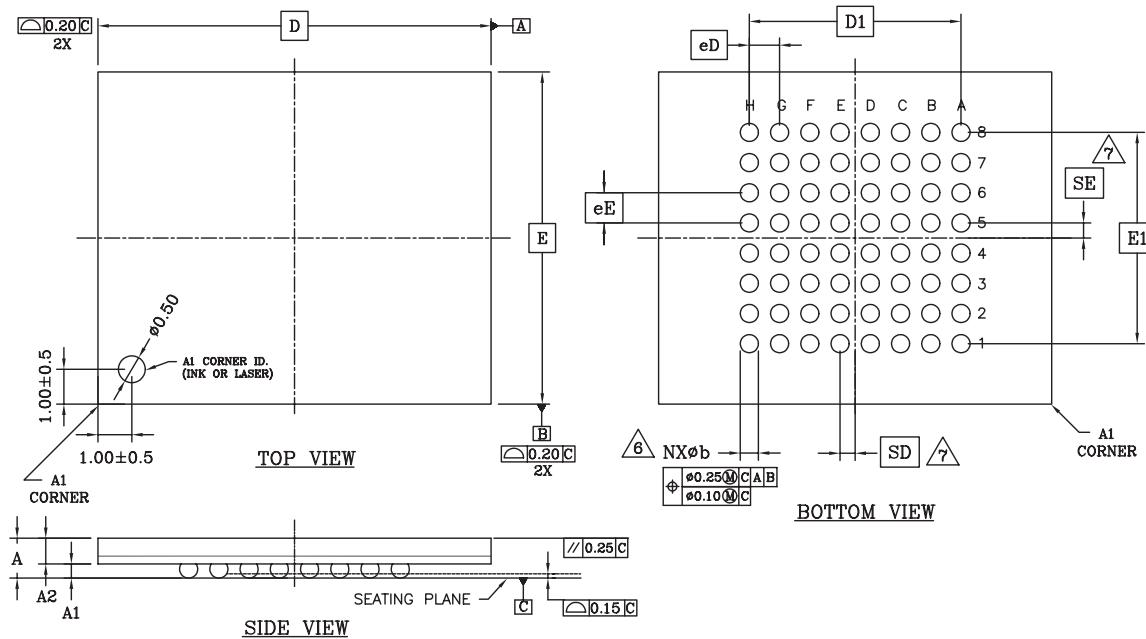 ⌓ 0.20 C
2X
D
A
E
ø0.50
A1 CORNER ID.
(INK OR LASER)
1.00±0.5
1.00±0.5
B
⌓ 0.20 C
2X
TOP VIEW
A1
CORNER
D1
eD
H G F E D C B A
8
7
6
5
4
3
2
1
7
SE
eE
E1
6 NXøb
⌖ ø0.25 Ⓜ C A B
ø0.10 Ⓜ C
SD 7
A1
CORNER
BOTTOM VIEW
A
A2
A1
// 0.25 C
SEATING PLANE
C
⌓ 0.15 C
SIDE VIEW